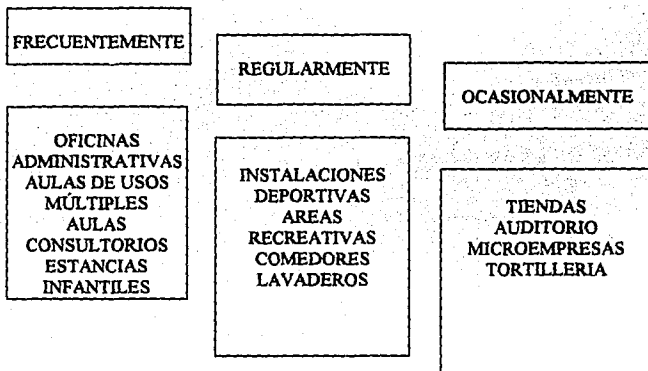 FRECUENTEMENTE
OFICINAS
ADMINISTRATIVAS
AULAS DE USOS
MÚLTIPLES
AULAS
CONSULTORIOS
ESTANCIAS
INFANTILES
REGULARMENTE
INSTALACIONES
DEPORTIVAS
AREAS
RECREATIVAS
COMEDORES
LAVADEROS
OCASIONALMENTE
TIENDAS
AUDITORIO
MICROEMPRESAS
TORTILLERIA